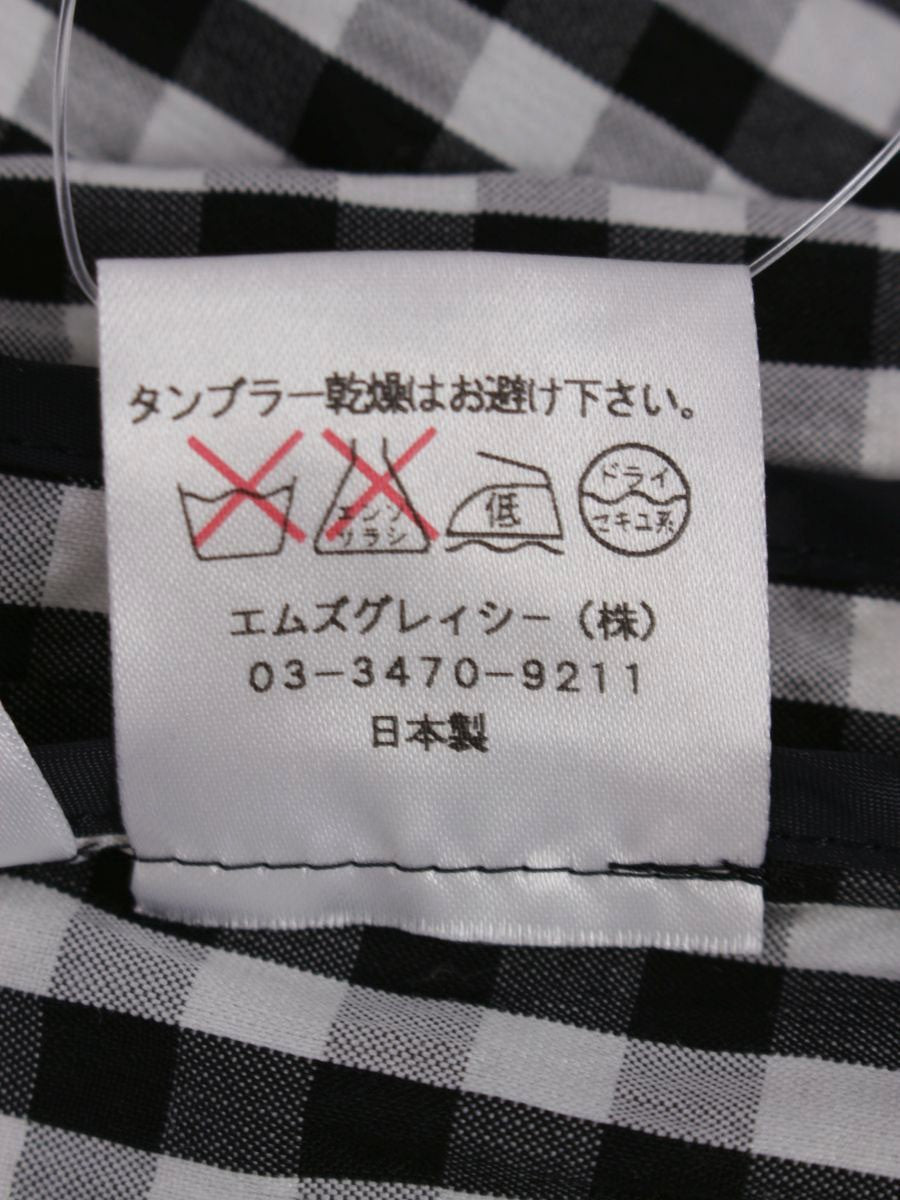 タンブラー乾燥はお避け下さい。
エンソ
サラシ
低
ドライ
セキユ系
エムズグレイシー（株）
03-3470-9211
日本製